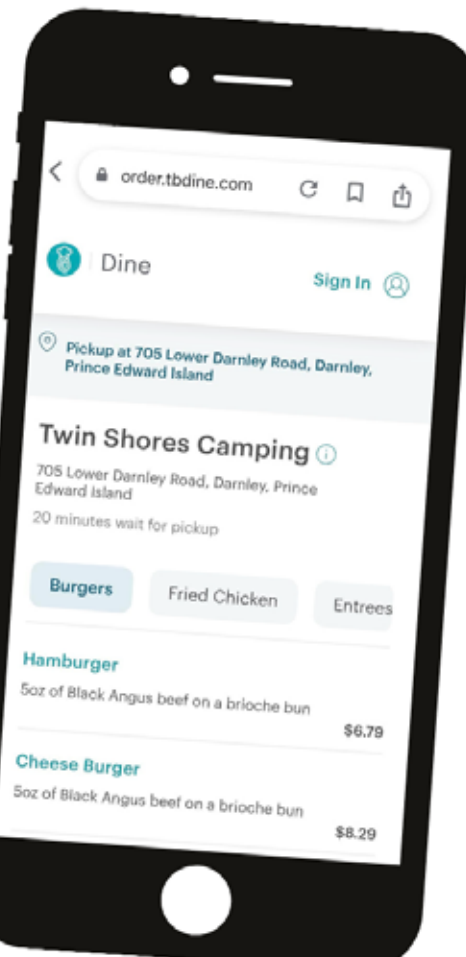 order.tbdine.com
Dine
Sign In
Pickup at 705 Lower Darnley Road, Darnley,
Prince Edward Island
Twin Shores Camping
705 Lower Darnley Road, Darnley, Prince
Edward Island
20 minutes wait for pickup
Burgers Fried Chicken Entrees
Hamburger
5oz of Black Angus beef on a brioche bun
$6.79
Cheese Burger
5oz of Black Angus beef on a brioche bun
$8.29